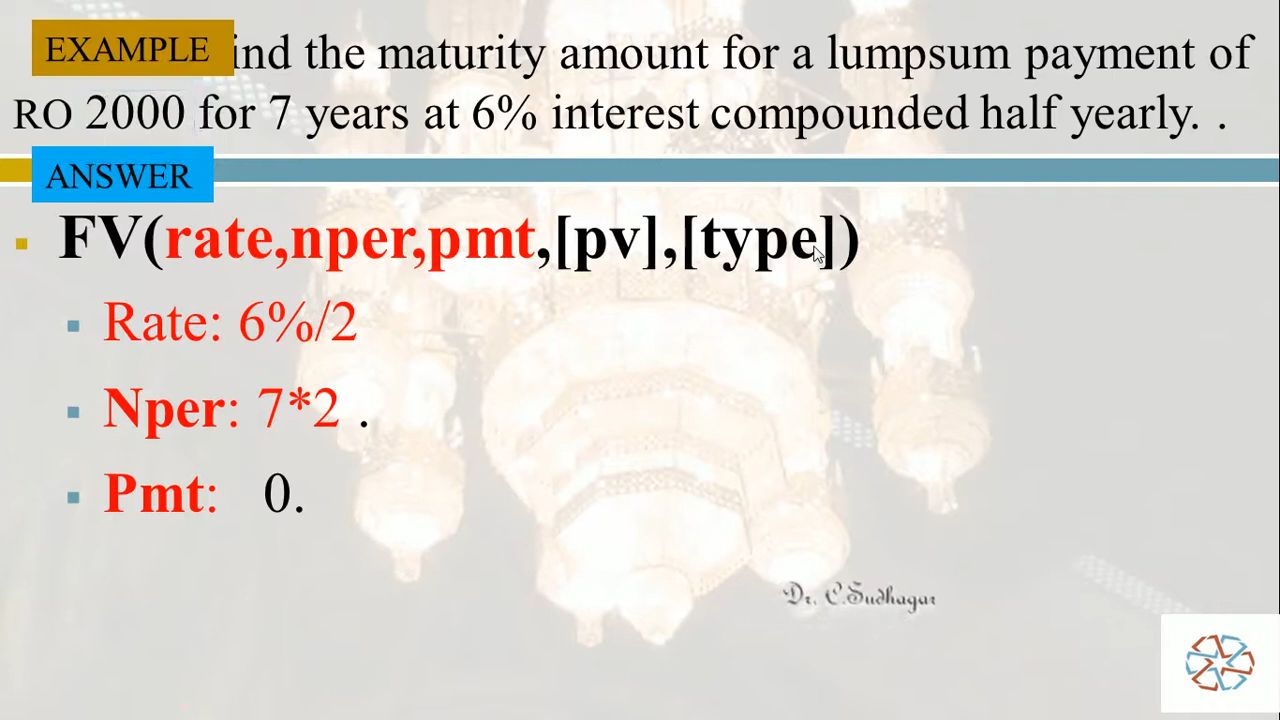 EXAMPLE ind the maturity amount for a lumpsum payment of
RO 2000 for 7 years at 6% interest compounded half yearly. .
ANSWER
FV(rate,nper,pmt,[pv],[type])
Rate: 6%/2
Nper: 7*2 .
Pmt: 0.
Dr. C.Sudhagar